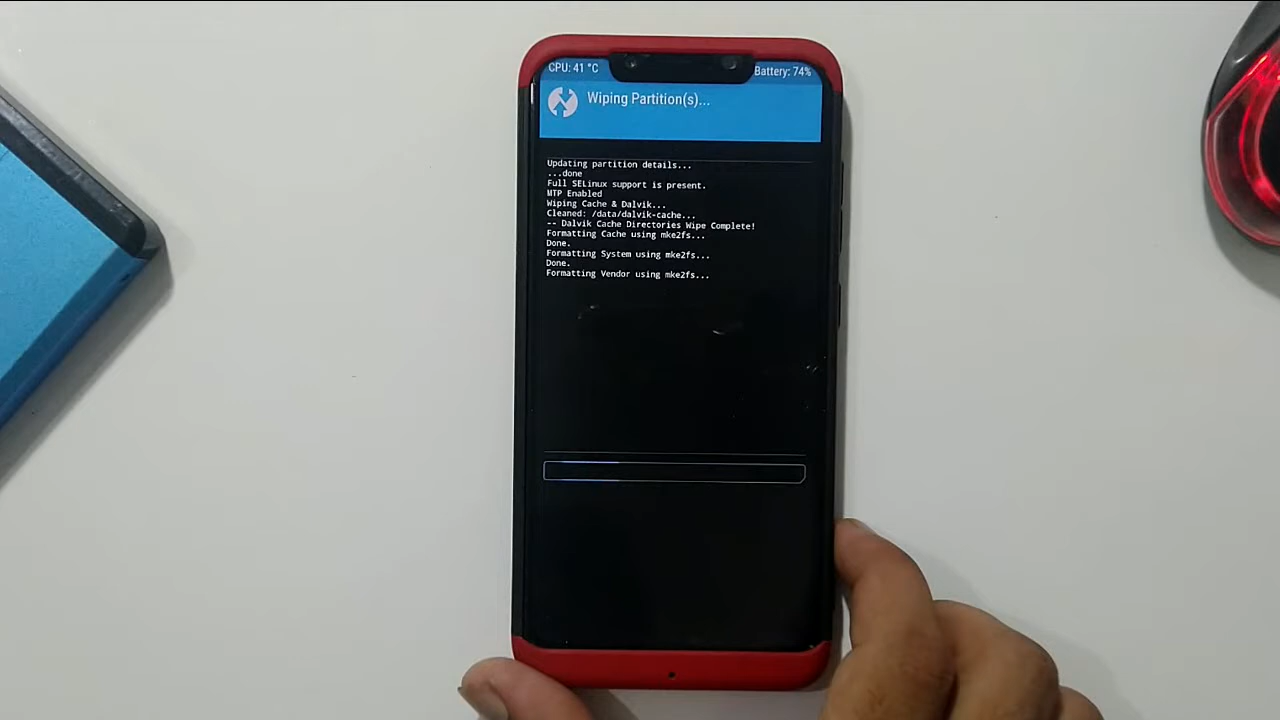 CPU: 41 °C
Battery: 74%
Wiping Partition(s)...
Updating partition details...
...done
Full SELinux support is present.
MTP Enabled
Wiping Cache & Dalvik...
Cleaned: /data/dalvik-cache...
-- Dalvik Cache Directories Wipe Complete!
Formatting Cache using mke2fs...
Done.
Formatting System using mke2fs...
Done.
Formatting Vendor using mke2fs...